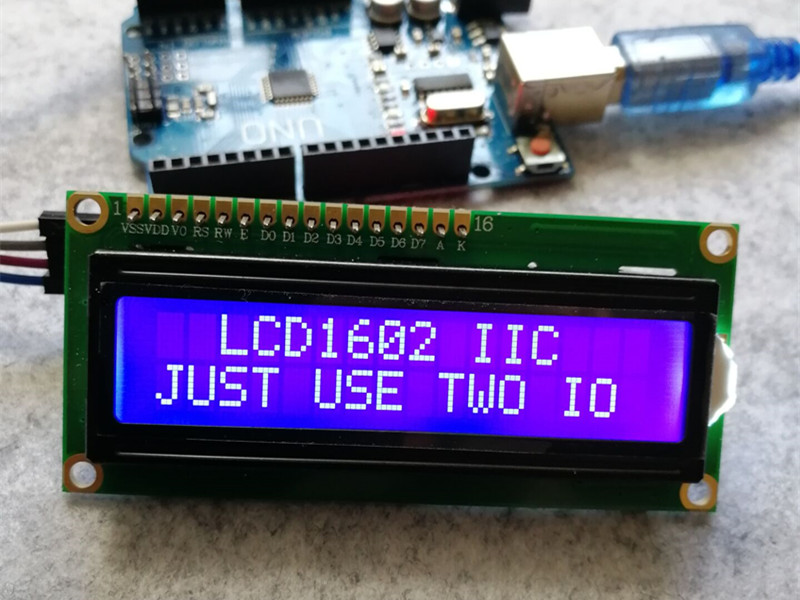 UNO
1 VSS VDD V0 RS RW E D0 D1 D2 D3 D4 D5 D6 D7 A K 16
LCD1602 IIC
JUST USE TWO IO